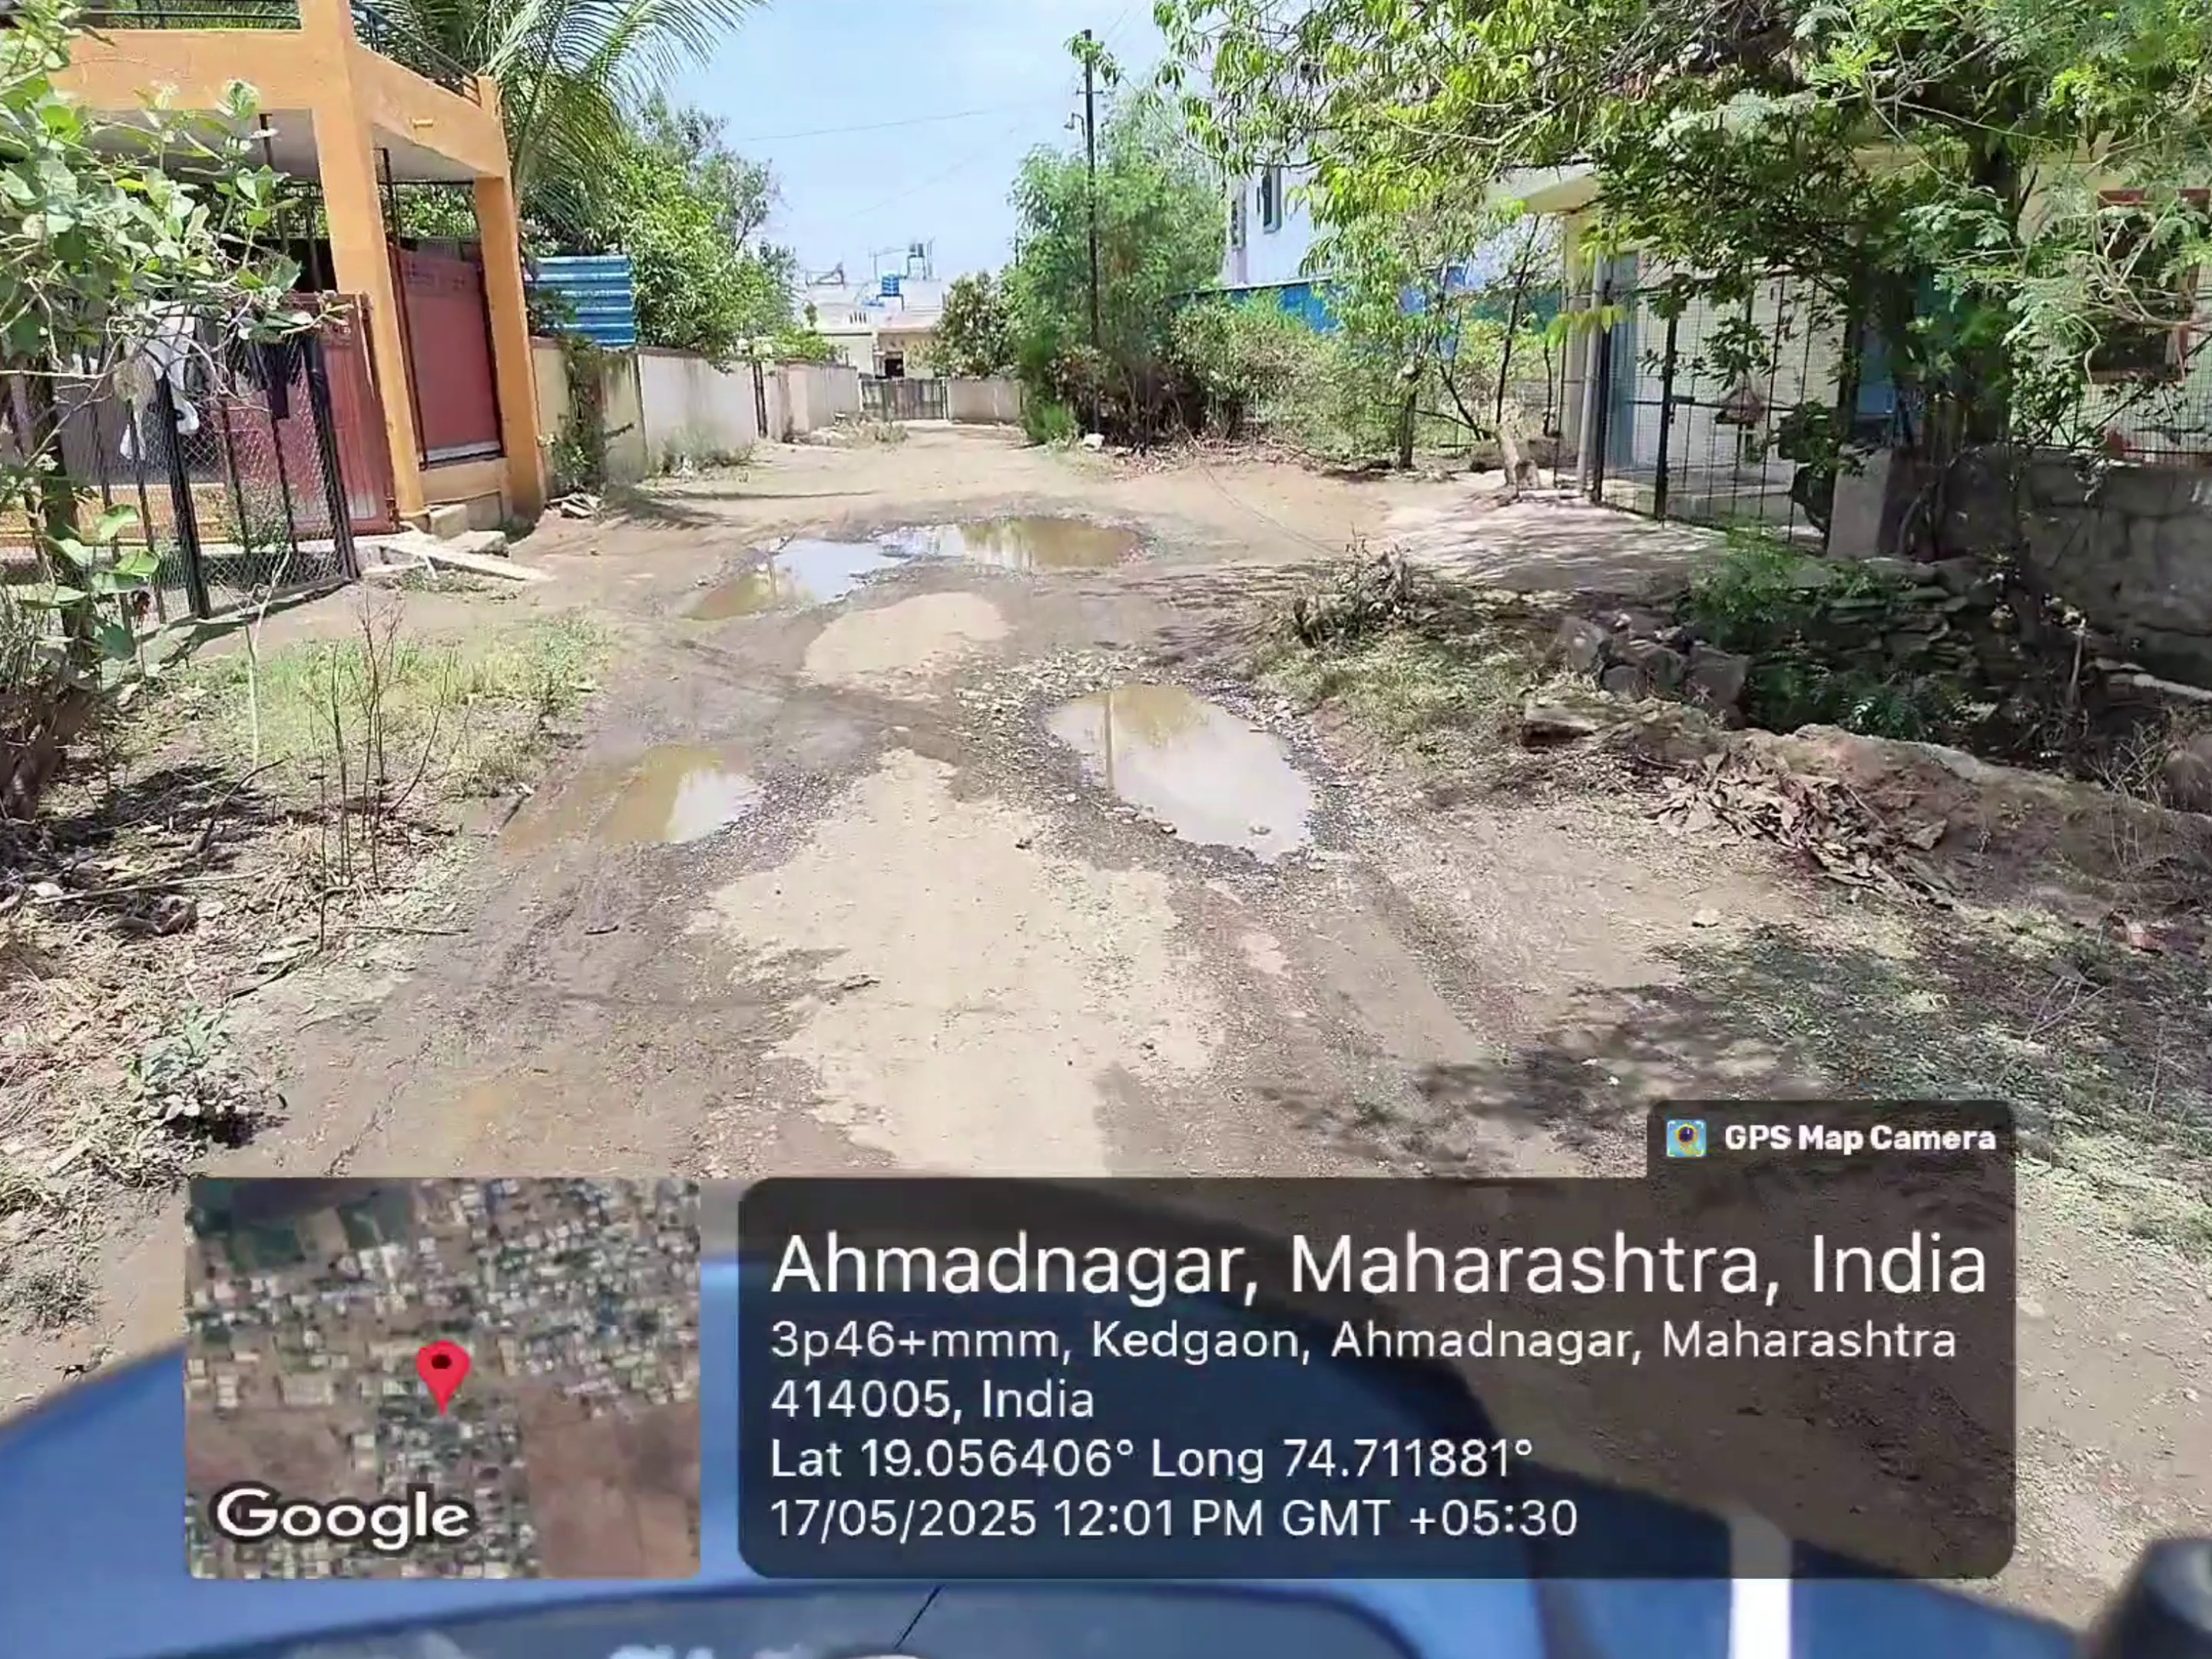 GPS Map Camera
Ahmadnagar, Maharashtra, India
3p46+mmm, Kedgaon, Ahmadnagar, Maharashtra
414005, India
Lat 19.056406° Long 74.711881°
17/05/2025 12:01 PM GMT +05:30
Google